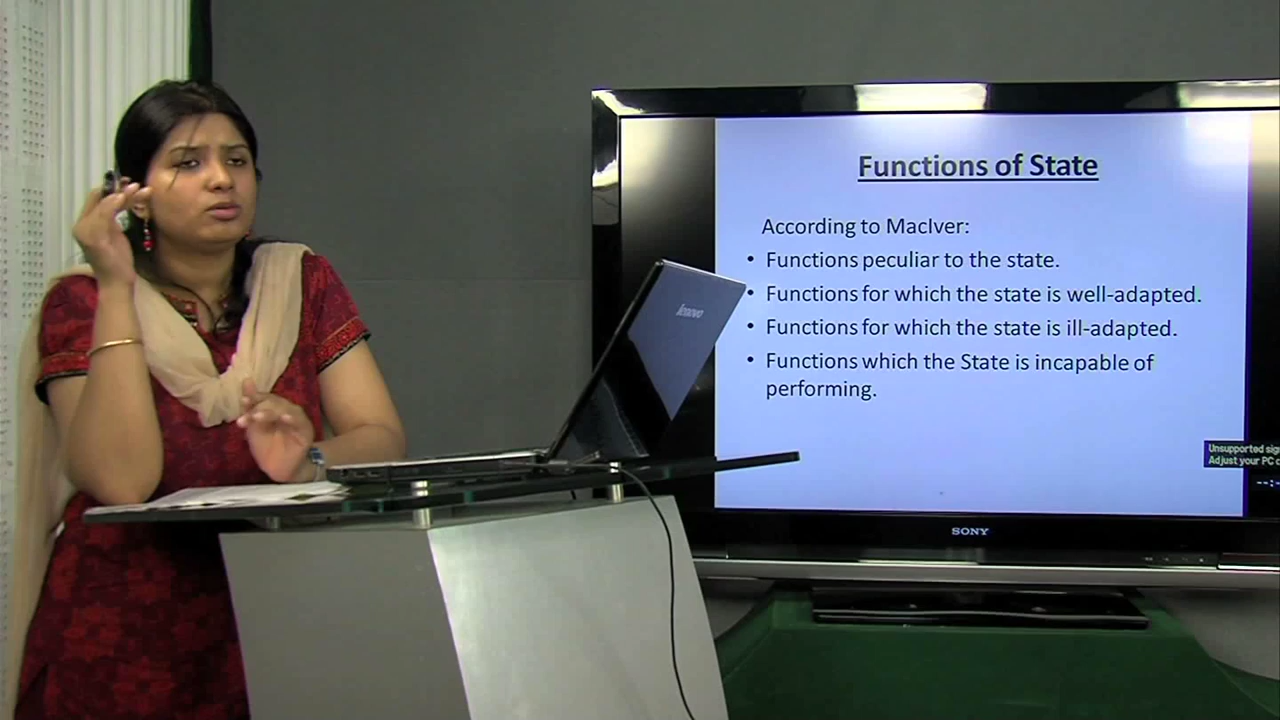 Functions of State
According to MacIver:
• Functions peculiar to the state.
• Functions for which the state is well-adapted.
• Functions for which the state is ill-adapted.
• Functions which the State is incapable of
performing.
lenovo
Unsupported
Adjust your PC
SONY